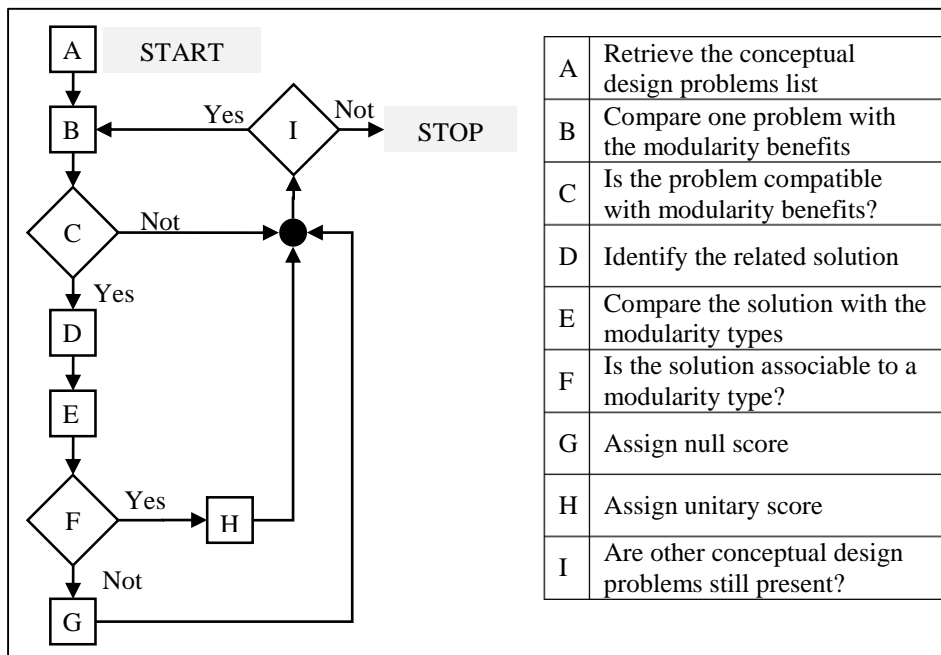 A
START
Yes
I
Not
B
STOP
C
Not
Yes
D
E
F
Yes
H
Not
G
A
Retrieve the conceptual
design problems list
B
Compare one problem with
the modularity benefits
C
Is the problem compatible
with modularity benefits?
D
Identify the related solution
E
Compare the solution with the
modularity types
F
Is the solution associable to a
modularity type?
G
Assign null score
H
Assign unitary score
I
Are other conceptual design
problems still present?